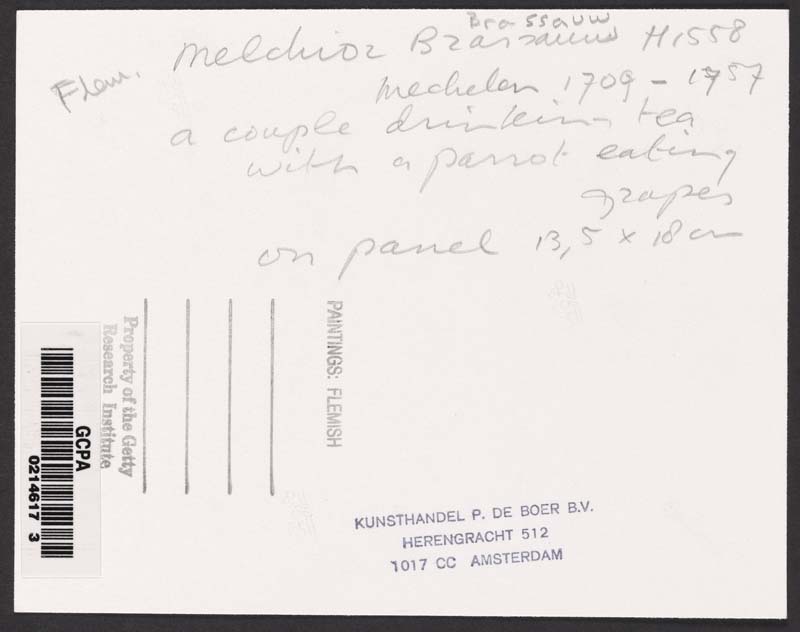 Brassauw
Melchior Brassauw H1558
Flem.
Mechelen 1709 - 1757
a couple drinking tea
with a parrot eating
grapes
on panel 13,5 x 18 cm
PAINTINGS: FLEMISH
Property of the Getty
Research Institute
GCPA
0214617 3
KUNSTHANDEL P. DE BOER B.V.
HERENGRACHT 512
1017 CC AMSTERDAM